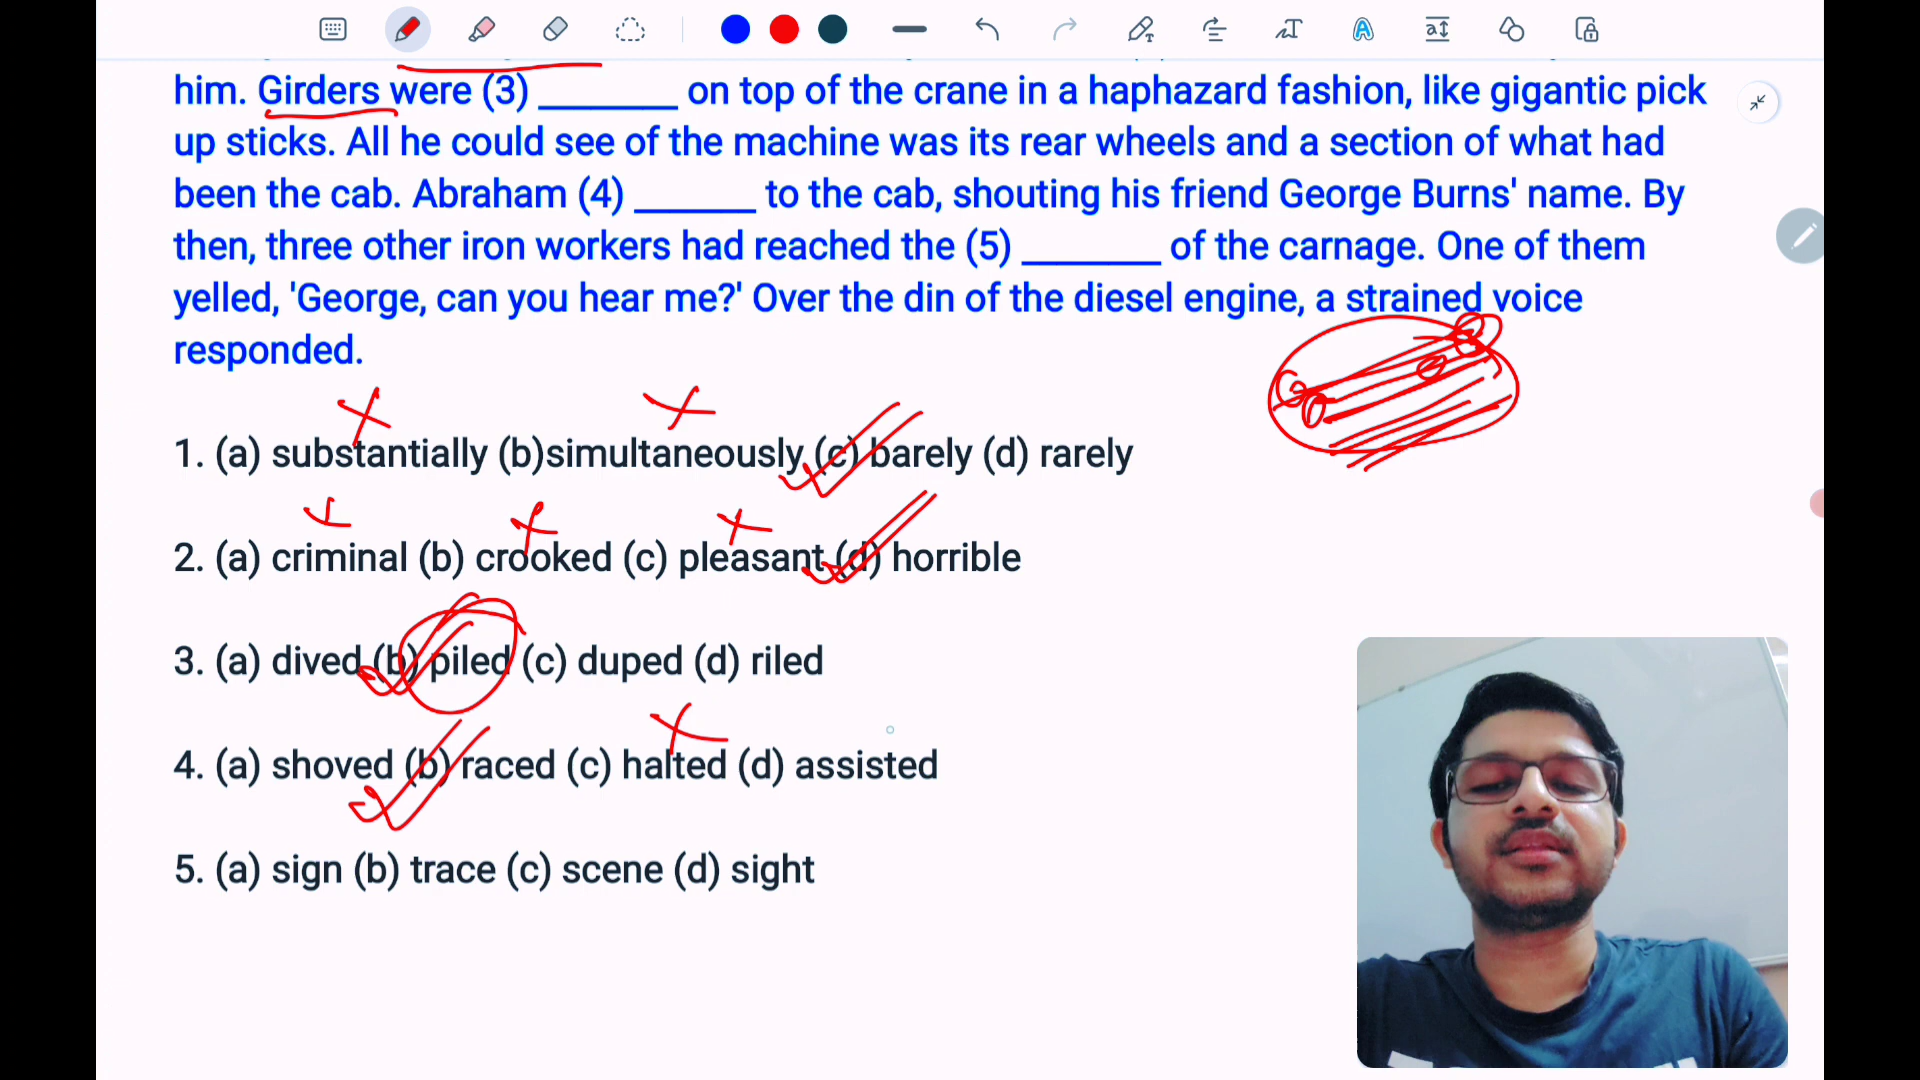 him. Girders were (3) _______ on top of the crane in a haphazard fashion, like gigantic pick
up sticks. All he could see of the machine was its rear wheels and a section of what had
been the cab. Abraham (4) ______ to the cab, shouting his friend George Burns' name. By
then, three other iron workers had reached the (5) _______ of the carnage. One of them
yelled, 'George, can you hear me?' Over the din of the diesel engine, a strained voice
responded.
1. (a) substantially (b)simultaneously (c) barely (d) rarely
2. (a) criminal (b) crooked (c) pleasant (d) horrible
3. (a) dived (b) piled (c) duped (d) riled
4. (a) shoved (b) raced (c) halted (d) assisted
5. (a) sign (b) trace (c) scene (d) sight